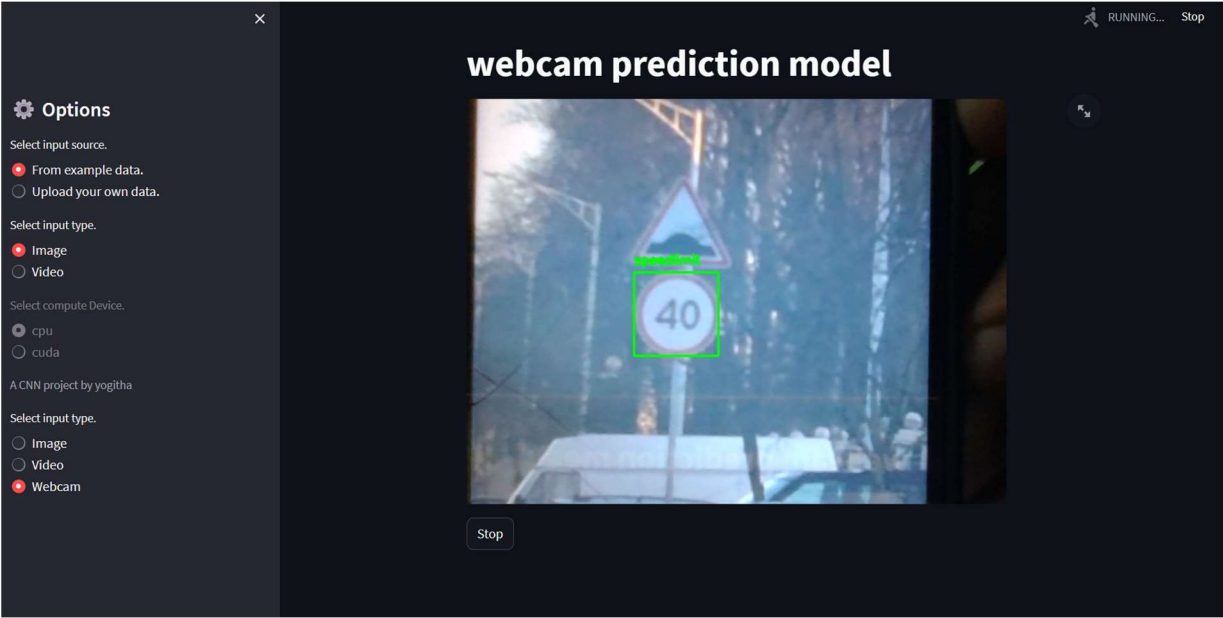 RUNNING...
Stop
webcam prediction model
Options
Select input source.
From example data.
Upload your own data.
Select input type.
Image
Video
Select compute Device.
cpu
cuda
A CNN project by yogitha
Select input type.
Image
Video
Webcam
speedlimit
40
Stop